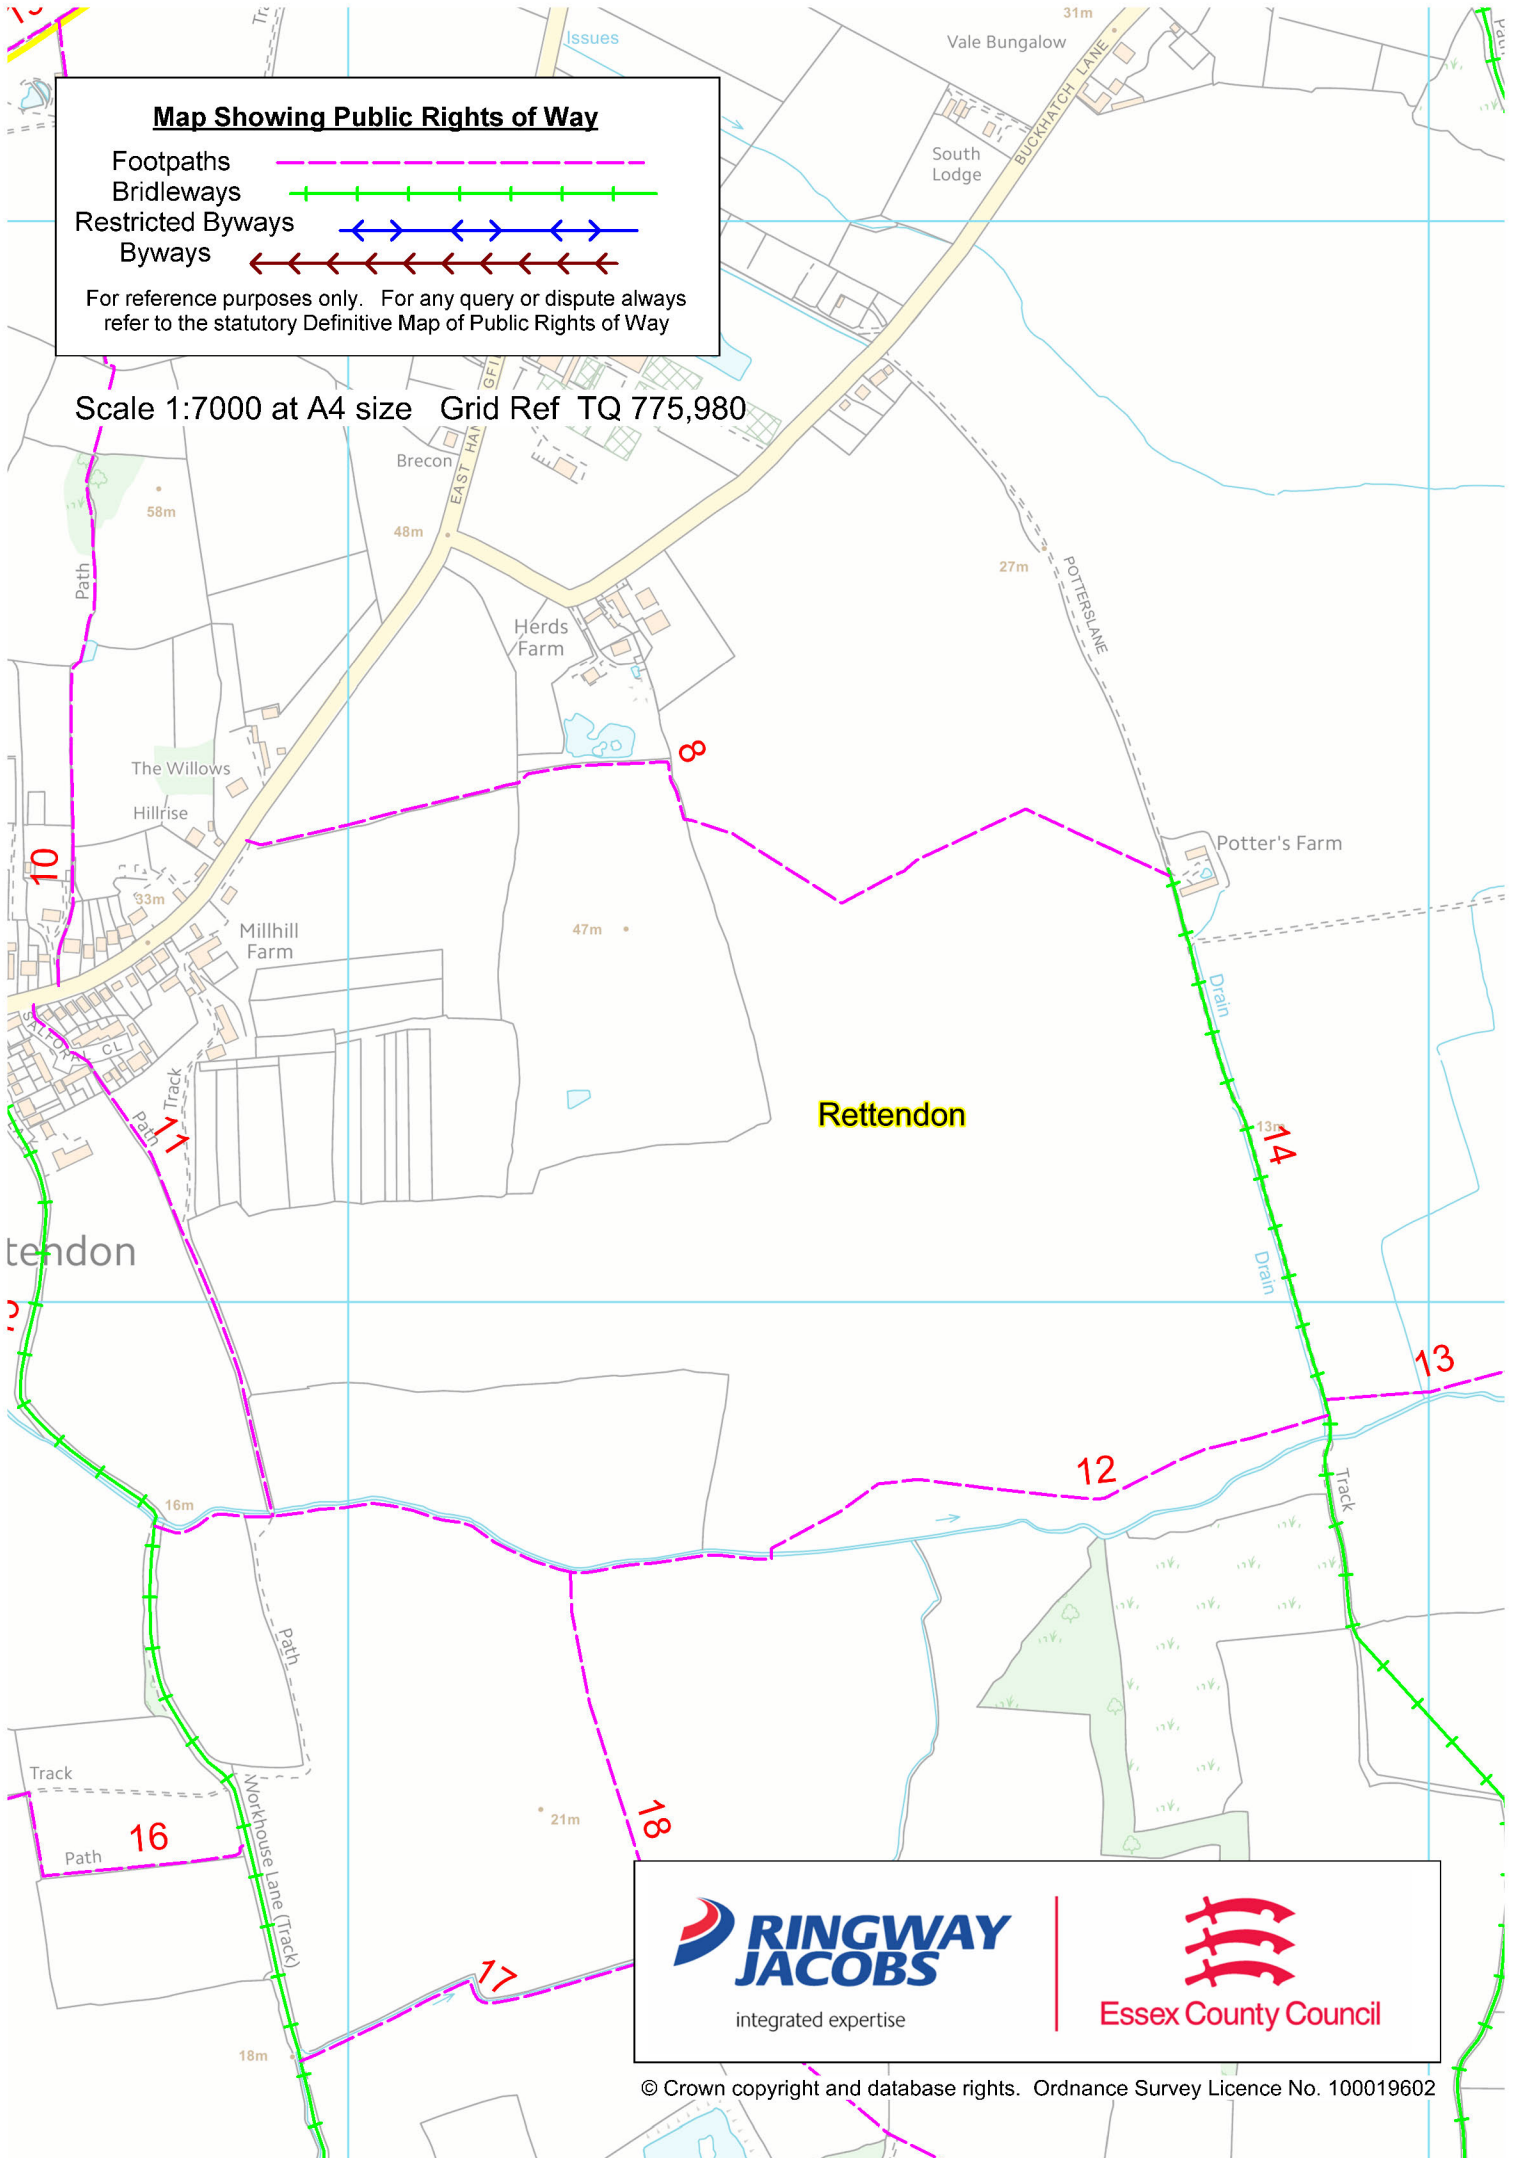 Issues
31m
Vale Bungalow
BUCKHATCH LANE
South
Lodge
Map Showing Public Rights of Way
Footpaths
Bridleways
Restricted Byways
Byways
For reference purposes only. For any query or dispute always
refer to the statutory Definitive Map of Public Rights of Way
Scale 1:7000 at A4 size Grid Ref TQ 775,980
Brecon
EAST HAN
GFI
58m
48m
Path
27m
POTTERSLANE
Herds
Farm
8
The Willows
Hillrise
10
33m
Potter's Farm
Millhill
Farm
47m
Drain
CL
Track
Path
11
Rettendon
13m
14
tendon
Drain
13
12
16m
Track
Path
Track
16
Path
Workhouse Lane (Track)
21m
18
17
18m
RINGWAY
JACOBS
integrated expertise
Essex County Council
© Crown copyright and database rights. Ordnance Survey Licence No. 100019602